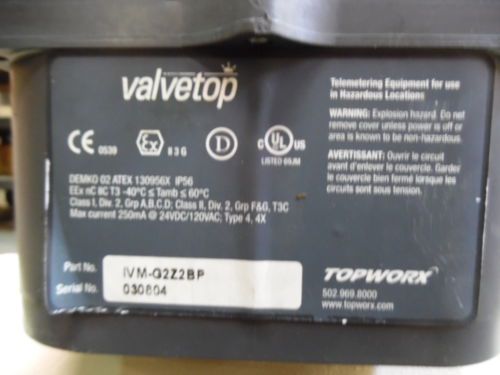 valvetop
Telemetering Equipment for use
in Hazardous Locations
WARNING: Explosion hazard. Do not
remove cover unless power is off or
area is known to be non-hazardous.
AVERTISSANT: Ouvrir le circuit
avant d'enlever le couvercle. Garder
le couvercle bien fermé lorsque les
circuits sont sous tension.
CE 0539 Ex II 3 G D C UL US
LISTED 69JM
DEMKO 02 ATEX 130956X IP56
EEx nC IIC T3 -40°C ≤ Tamb ≤ 60°C
Class I, Div. 2, Grp A,B,C,D; Class II, Div. 2, Grp F&G, T3C
Max current 250mA @ 24VDC/120VAC; Type 4, 4X
Part No. IVM-G2Z2BP
Serial No. 030804
TOPWORX
502.969.8000
www.topworx.com